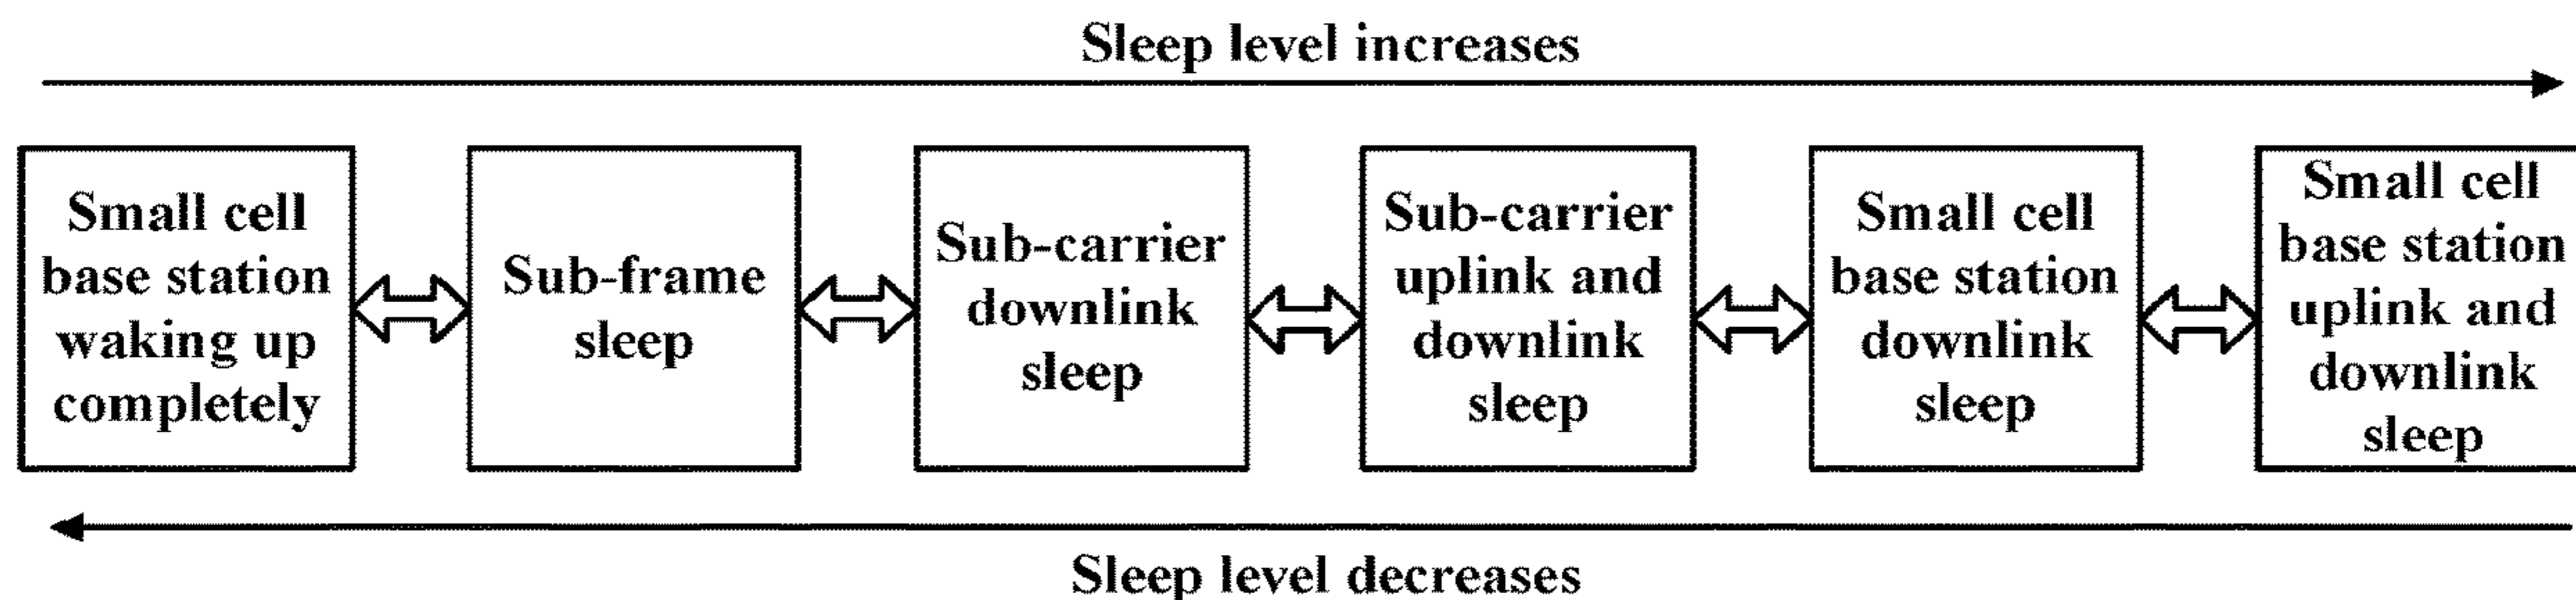 Sleep level increases
Small cell
base station
waking up
completely
Sub-frame
sleep
Sub-carrier
downlink
sleep
Sub-carrier
uplink and
downlink
sleep
Small cell
base station
downlink
sleep
Small cell
base station
uplink and
downlink
sleep
Sleep level decreases